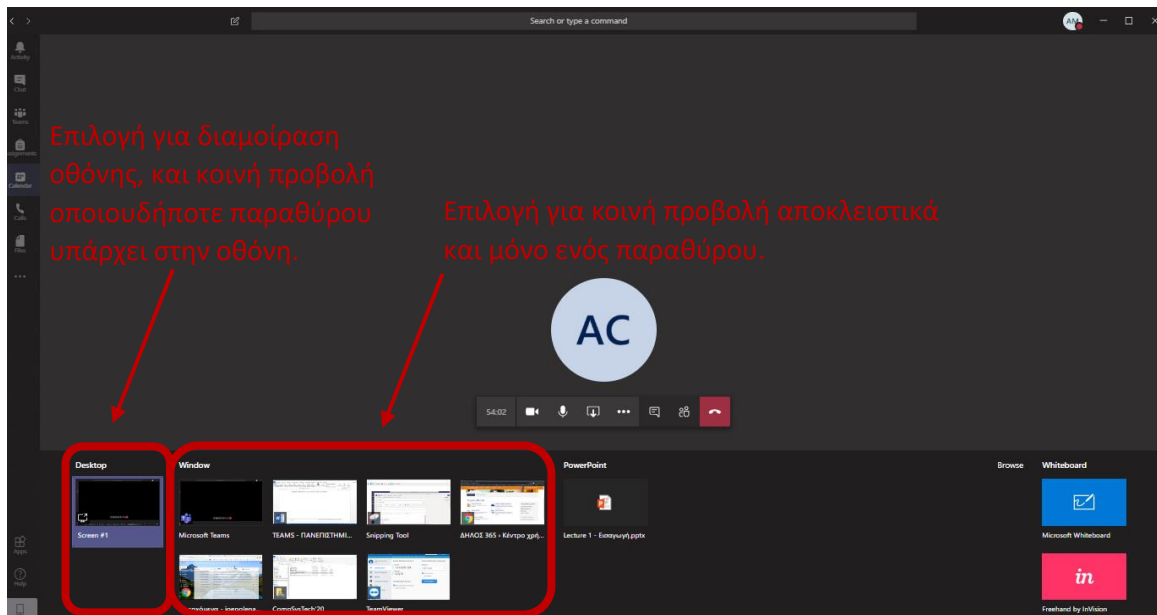 Search or type a command
AM
Activity
Chat
Teams
Assignments
Calendar
Calls
Files
Επιλογή για διαμοίραση
οθόνης, και κοινή προβολή
οποιουδήποτε παραθύρου
υπάρχει στην οθόνη.
Επιλογή για κοινή προβολή αποκλειστικά
και μόνο ενός παραθύρου.
AC
54:02
Desktop
Window
PowerPoint
Browse
Whiteboard
Screen #1
Microsoft Teams
TEAMS - ΠΑΝΕΠΙΣΤΗΜΙ...
Snipping Tool
ΔΗΛΟΣ 365 › Κέντρο χρή...
Lecture 1 – Εισαγωγή.pptx
Microsoft Whiteboard
CompSysTech'20
TeamViewer
in
Freehand by InVision
Apps
Help